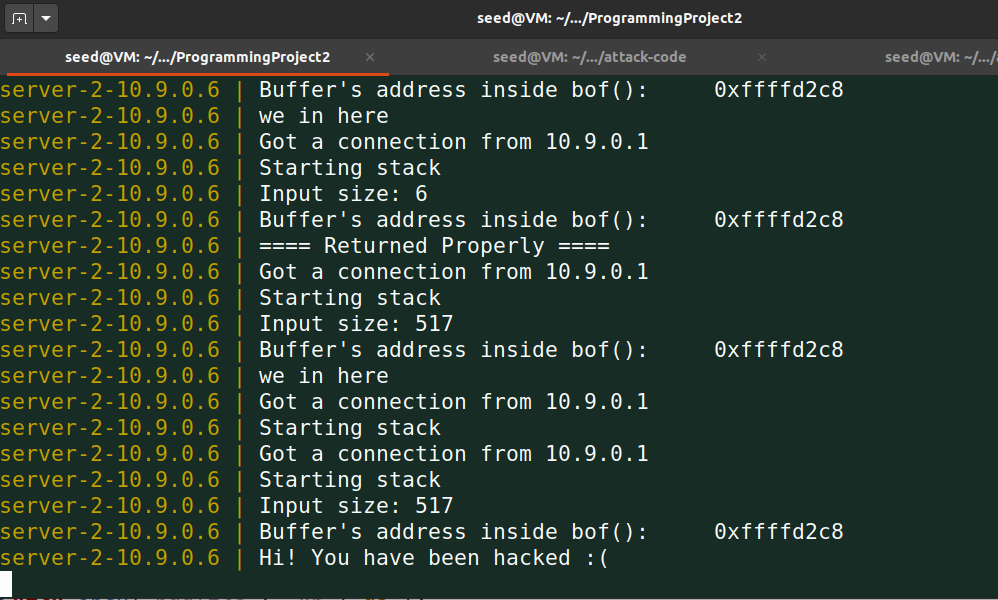 seed@VM: ~/.../ProgrammingProject2
seed@VM: ~/.../ProgrammingProject2 × seed@VM: ~/.../attack-code × seed@VM: ~/.../
server-2-10.9.0.6 | Buffer's address inside bof(): 0xffffd2c8
server-2-10.9.0.6 | we in here
server-2-10.9.0.6 | Got a connection from 10.9.0.1
server-2-10.9.0.6 | Starting stack
server-2-10.9.0.6 | Input size: 6
server-2-10.9.0.6 | Buffer's address inside bof(): 0xffffd2c8
server-2-10.9.0.6 | ==== Returned Properly ====
server-2-10.9.0.6 | Got a connection from 10.9.0.1
server-2-10.9.0.6 | Starting stack
server-2-10.9.0.6 | Input size: 517
server-2-10.9.0.6 | Buffer's address inside bof(): 0xffffd2c8
server-2-10.9.0.6 | we in here
server-2-10.9.0.6 | Got a connection from 10.9.0.1
server-2-10.9.0.6 | Starting stack
server-2-10.9.0.6 | Got a connection from 10.9.0.1
server-2-10.9.0.6 | Starting stack
server-2-10.9.0.6 | Input size: 517
server-2-10.9.0.6 | Buffer's address inside bof(): 0xffffd2c8
server-2-10.9.0.6 | Hi! You have been hacked :(